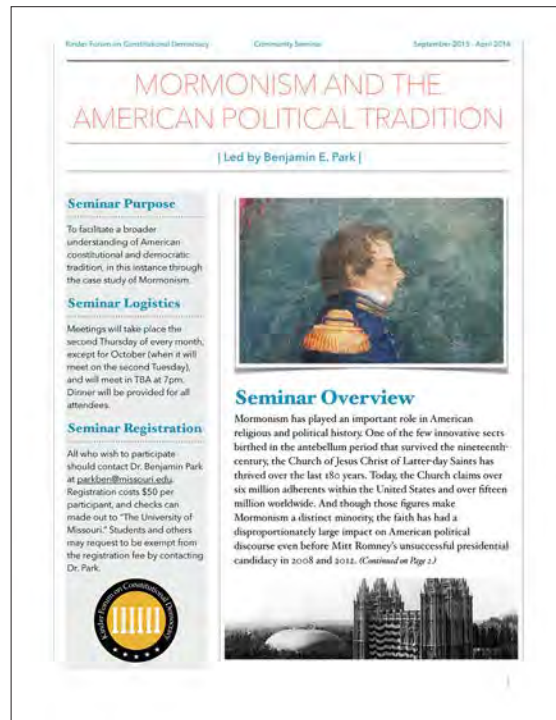 Kinder Forum on Constitutional Democracy
Community Seminar
September 2015 - April 2016
MORMONISM AND THE
AMERICAN POLITICAL TRADITION
| Led by Benjamin E. Park |
Seminar Purpose
To facilitate a broader
understanding of American
constitutional and democratic
tradition, in this instance through
the case study of Mormonism.
Seminar Logistics
Meetings will take place the
second Thursday of every month,
except for October (when it will
meet on the second Tuesday),
and will meet in TBA at 7pm.
Dinner will be provided for all
attendees.
Seminar Registration
All who wish to participate
should contact Dr. Benjamin Park
at parkben@missouri.edu.
Registration costs $50 per
participant, and checks can
made out to "The University of
Missouri." Students and others
may request to be exempt from
the registration fee by contacting
Dr. Park.
Kinder Forum on Constitutional Democracy
Seminar Overview
Mormonism has played an important role in American
religious and political history. One of the few innovative sects
birthed in the antebellum period that survived the nineteenth-
century, the Church of Jesus Christ of Latter-day Saints has
thrived over the last 180 years. Today, the Church claims over
six million adherents within the United States and over fifteen
million worldwide. And though those figures make
Mormonism a distinct minority, the faith has had a
disproportionately large impact on American political
discourse even before Mitt Romney's unsuccessful presidential
candidacy in 2008 and 2012. (Continued on Page 2.)